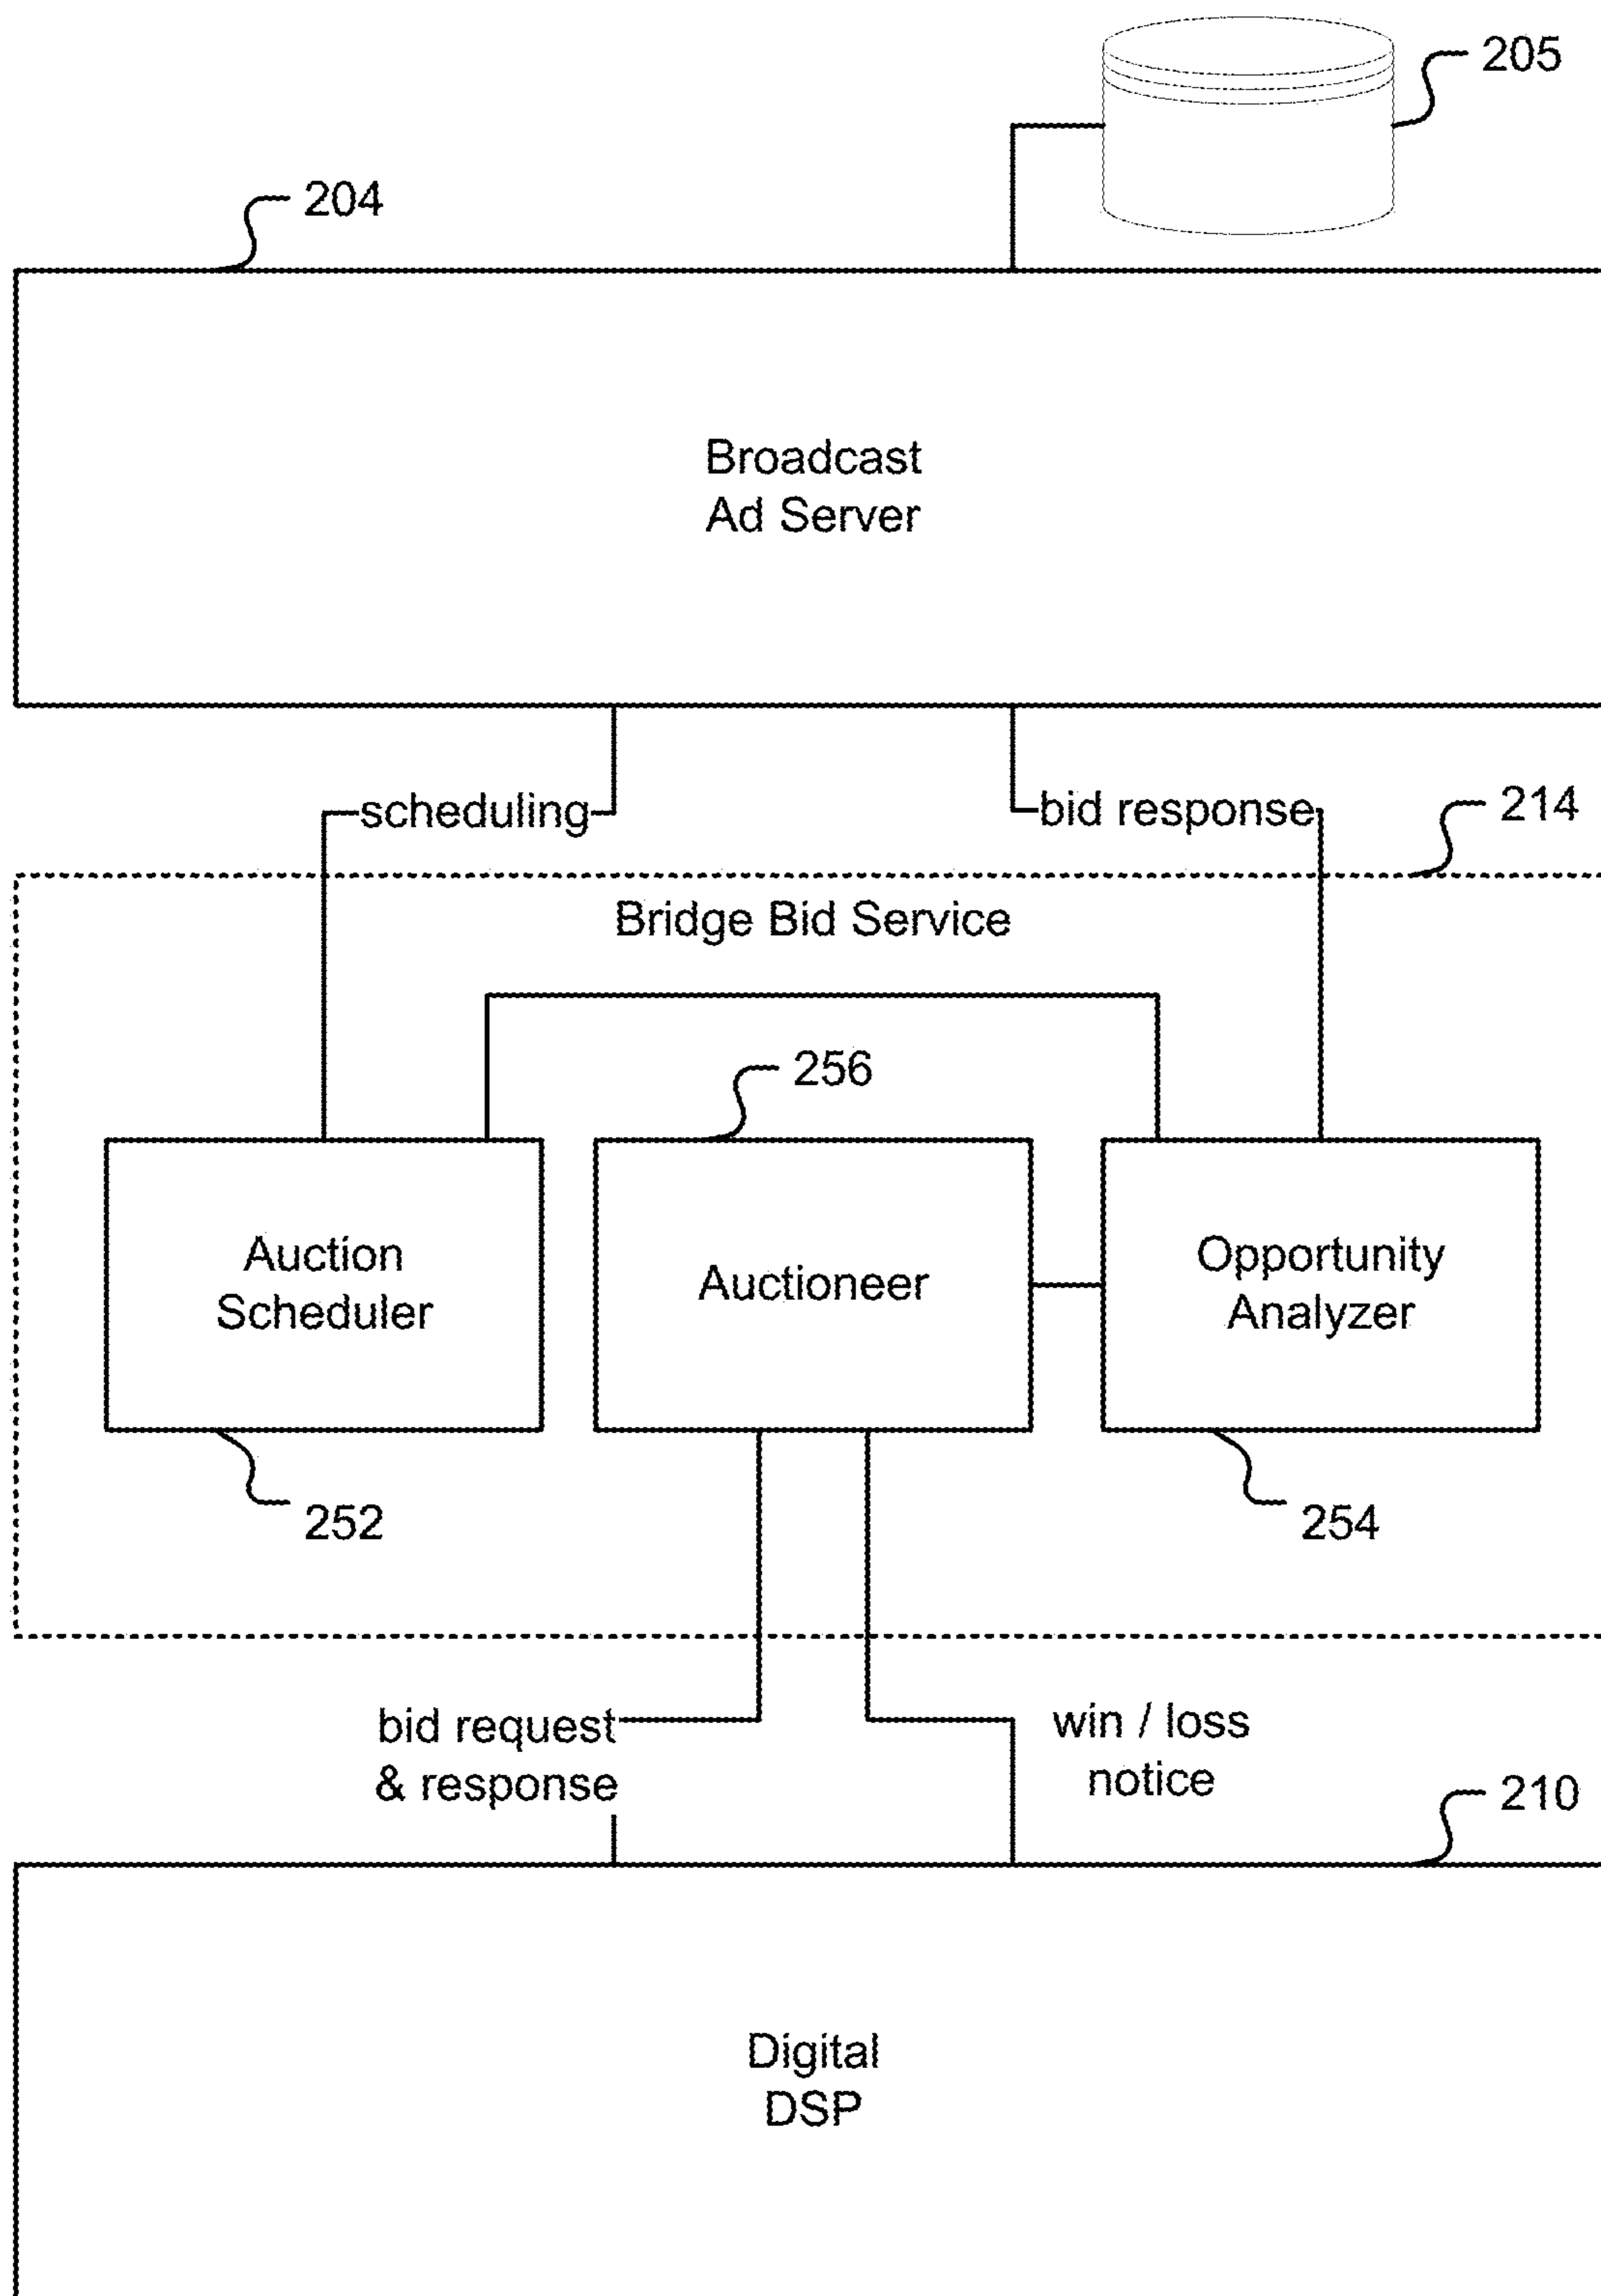 205
204
Broadcast
Ad Server
scheduling
bid response
214
Bridge Bid Service
256
Auction
Scheduler
Auctioneer
Opportunity
Analyzer
252
254
bid request
& response
win / loss
notice
210
Digital
DSP